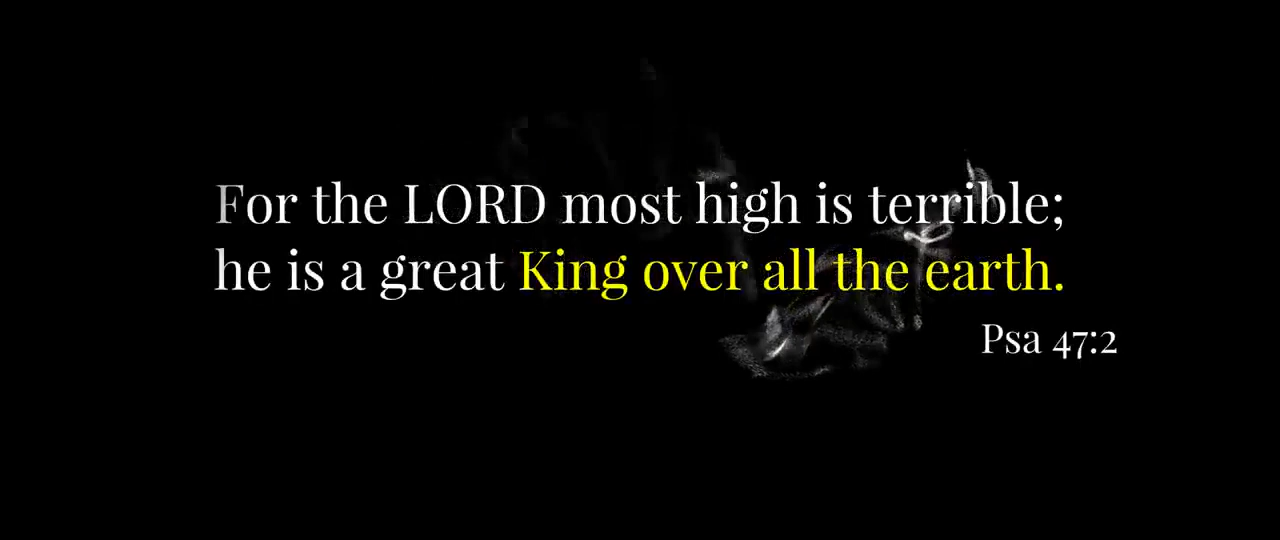 For the LORD most high is terrible;
he is a great King over all the earth.
Psa 47:2